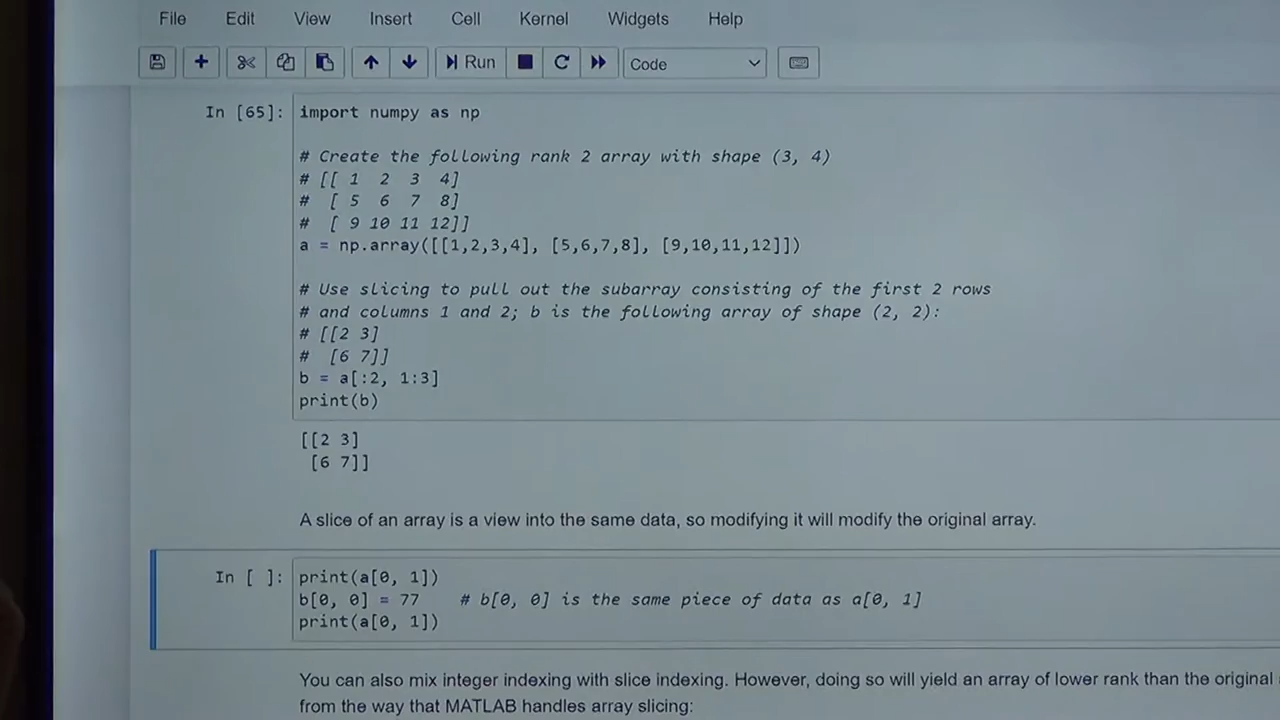 File Edit View Insert Cell Kernel Widgets Help
Run Code
In [65]: import numpy as np
# Create the following rank 2 array with shape (3, 4)
# [[ 1 2 3 4]
# [ 5 6 7 8]
# [ 9 10 11 12]]
a = np.array([[1,2,3,4], [5,6,7,8], [9,10,11,12]])
# Use slicing to pull out the subarray consisting of the first 2 rows
# and columns 1 and 2; b is the following array of shape (2, 2):
# [[2 3]
# [6 7]]
b = a[:2, 1:3]
print(b)
[[2 3]
[6 7]]
A slice of an array is a view into the same data, so modifying it will modify the original array.
In [ ]: print(a[0, 1])
b[0, 0] = 77 # b[0, 0] is the same piece of data as a[0, 1]
print(a[0, 1])
You can also mix integer indexing with slice indexing. However, doing so will yield an array of lower rank than the original
from the way that MATLAB handles array slicing: